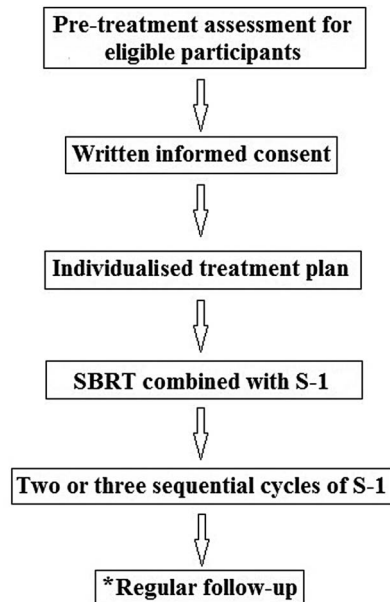 Pre-treatment assessment for
eligible participants
Written informed consent
Individualised treatment plan
SBRT combined with S-1
Two or three sequential cycles of S-1
*Regular follow-up